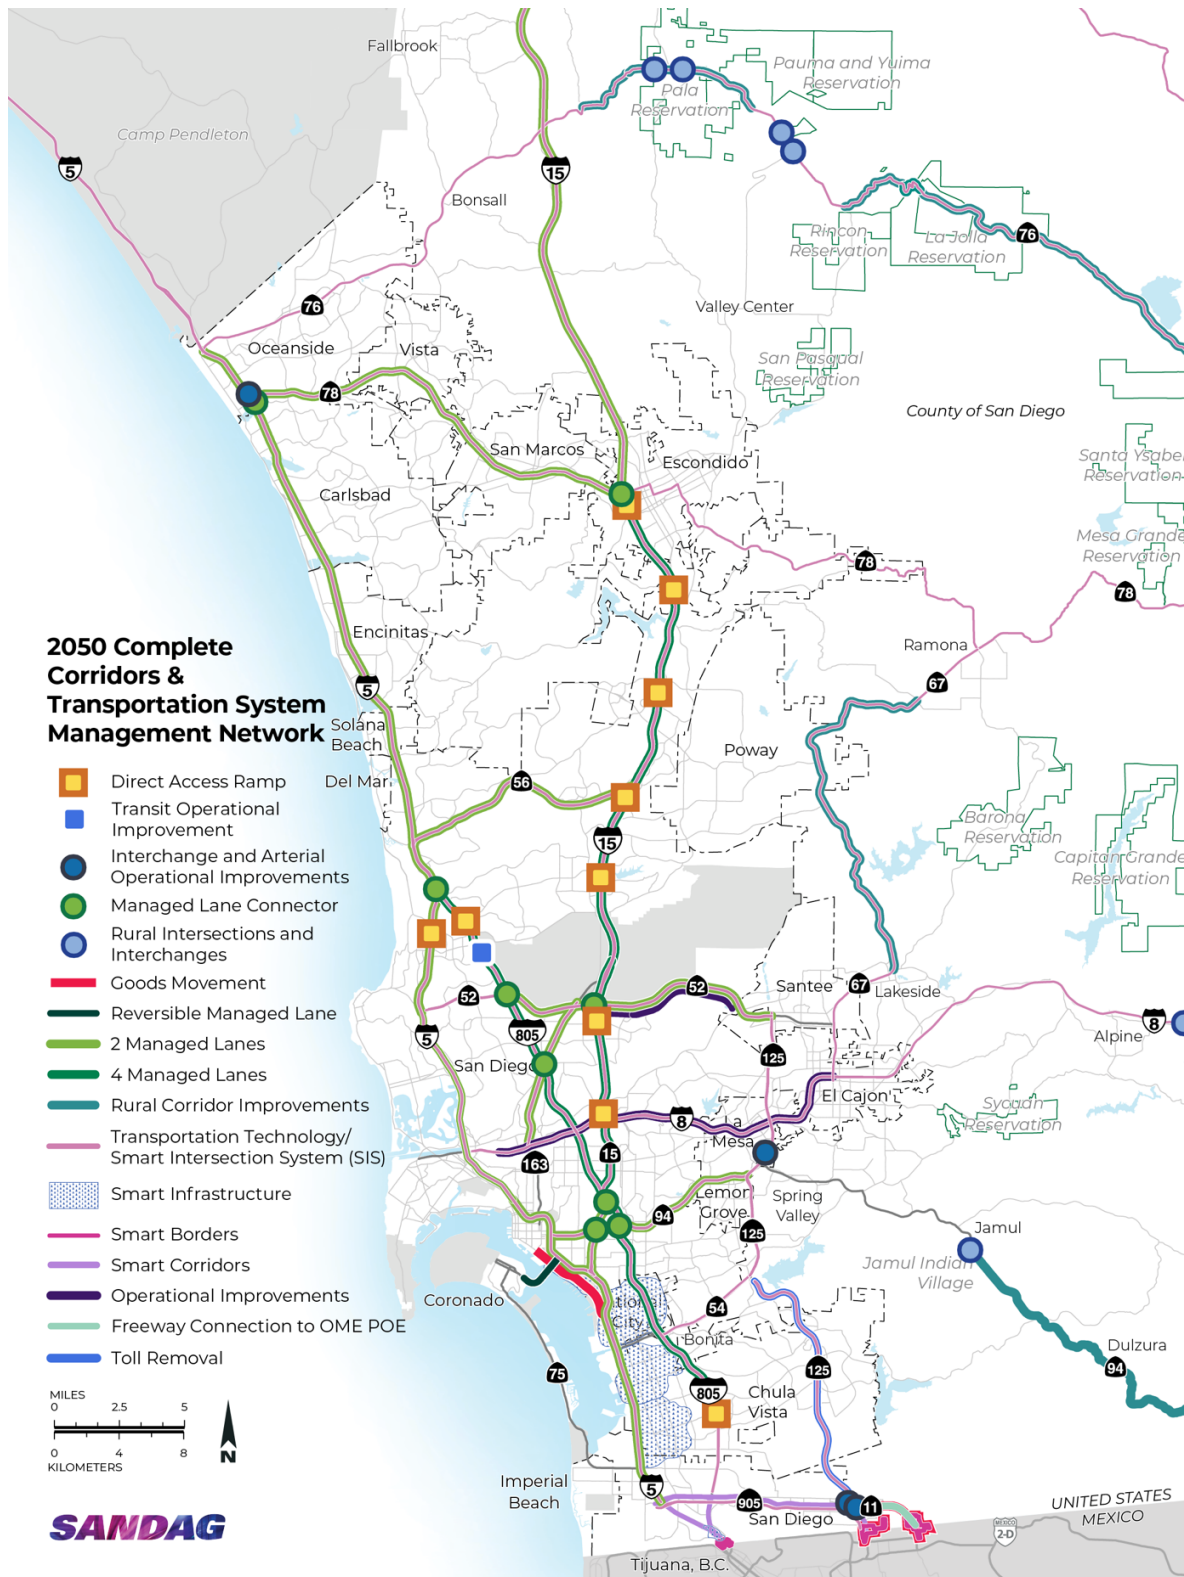 Fallbrook
Pauma and Yuima
Reservation
Pala
Reservation
Camp Pendleton
5
15
Bonsall
Rincon
Reservation
La Jolla
Reservation
76
76
Valley Center
Oceanside
Vista
San Pasqual
Reservation
78
County of San Diego
San Marcos
Escondido
Santa Ysabel
Reservation
Carlsbad
Mesa Grande
Reservation
78
78
Encinitas
Ramona
2050 Complete
Corridors &
Transportation System
Management Network
5
67
Solana
Beach
Poway
Del Mar
56
Direct Access Ramp
Transit Operational
Improvement
Interchange and Arterial
Operational Improvements
Managed Lane Connector
Rural Intersections and
Interchanges
Goods Movement
Reversible Managed Lane
2 Managed Lanes
4 Managed Lanes
Rural Corridor Improvements
Transportation Technology/
Smart Intersection System (SIS)
Smart Infrastructure
Smart Borders
Smart Corridors
Operational Improvements
Freeway Connection to OME POE
Toll Removal
15
Barona
Reservation
Capitan Grande
Reservation
52
52
Santee
67
Lakeside
5
805
8
Alpine
San Diego
125
El Cajon
8
La
Mesa
Sycuan
Reservation
163
15
Lemon
Grove
Spring
Valley
94
125
Jamul
Jamul Indian
Village
Coronado
National
City
54
Bonita
Dulzura
94
75
125
805
Chula
Vista
MILES
0 2.5 5
0 4 8
KILOMETERS
N
Imperial
Beach
5
905
11
San Diego
UNITED STATES
MEXICO
MEXICO
2-D
SANDAG
Tijuana, B.C.